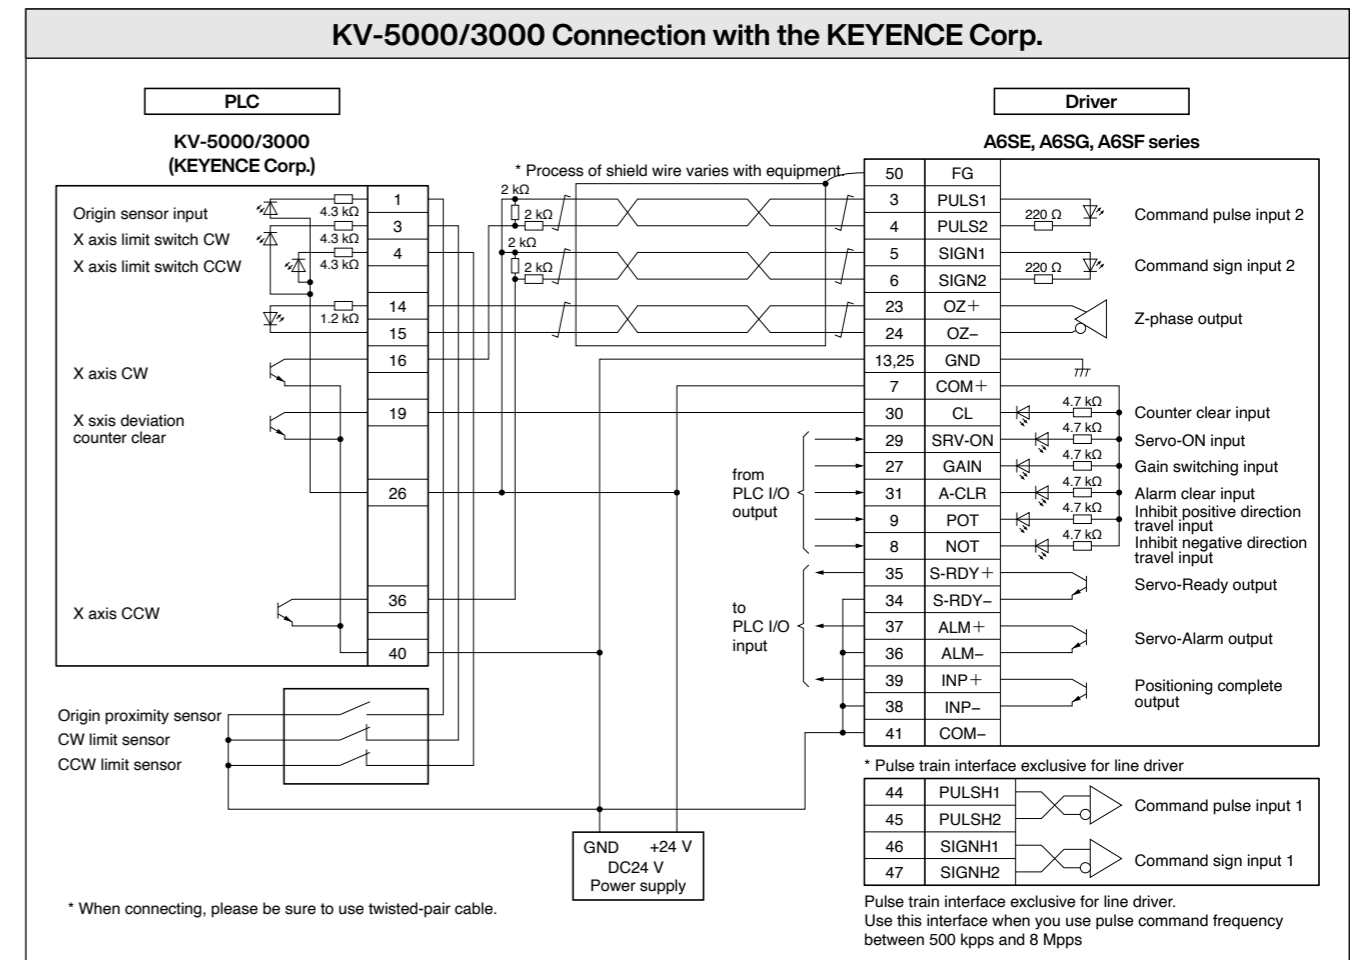 KV-5000/3000 Connection with the KEYENCE Corp.
PLC
Driver
KV-5000/3000
(KEYENCE Corp.)
A6SE, A6SG, A6SF series
* Process of shield wire varies with equipment.
Origin sensor input
X axis limit switch CW
X axis limit switch CCW
4.3 kΩ
4.3 kΩ
4.3 kΩ
1.2 kΩ
X axis CW
X sxis deviation
counter clear
X axis CCW
1
3
4
14
15
16
19
26
36
40
2 kΩ
2 kΩ
2 kΩ
2 kΩ
from
PLC I/O
output
to
PLC I/O
input
50 FG
3 PULS1
4 PULS2
220 Ω
Command pulse input 2
5 SIGN1
6 SIGN2
220 Ω
Command sign input 2
23 OZ+
24 OZ−
Z-phase output
13,25 GND
7 COM+
30 CL 4.7 kΩ Counter clear input
29 SRV-ON 4.7 kΩ Servo-ON input
27 GAIN 4.7 kΩ Gain switching input
31 A-CLR 4.7 kΩ Alarm clear input
9 POT 4.7 kΩ Inhibit positive direction
travel input
8 NOT 4.7 kΩ Inhibit negative direction
travel input
35 S-RDY+
34 S-RDY−
Servo-Ready output
37 ALM+
36 ALM−
Servo-Alarm output
39 INP+
38 INP−
Positioning complete
output
41 COM−
Origin proximity sensor
CW limit sensor
CCW limit sensor
GND +24 V
DC24 V
Power supply
* Pulse train interface exclusive for line driver
44 PULSH1
45 PULSH2
Command pulse input 1
46 SIGNH1
47 SIGNH2
Command sign input 1
Pulse train interface exclusive for line driver.
Use this interface when you use pulse command frequency
between 500 kpps and 8 Mpps
* When connecting, please be sure to use twisted-pair cable.